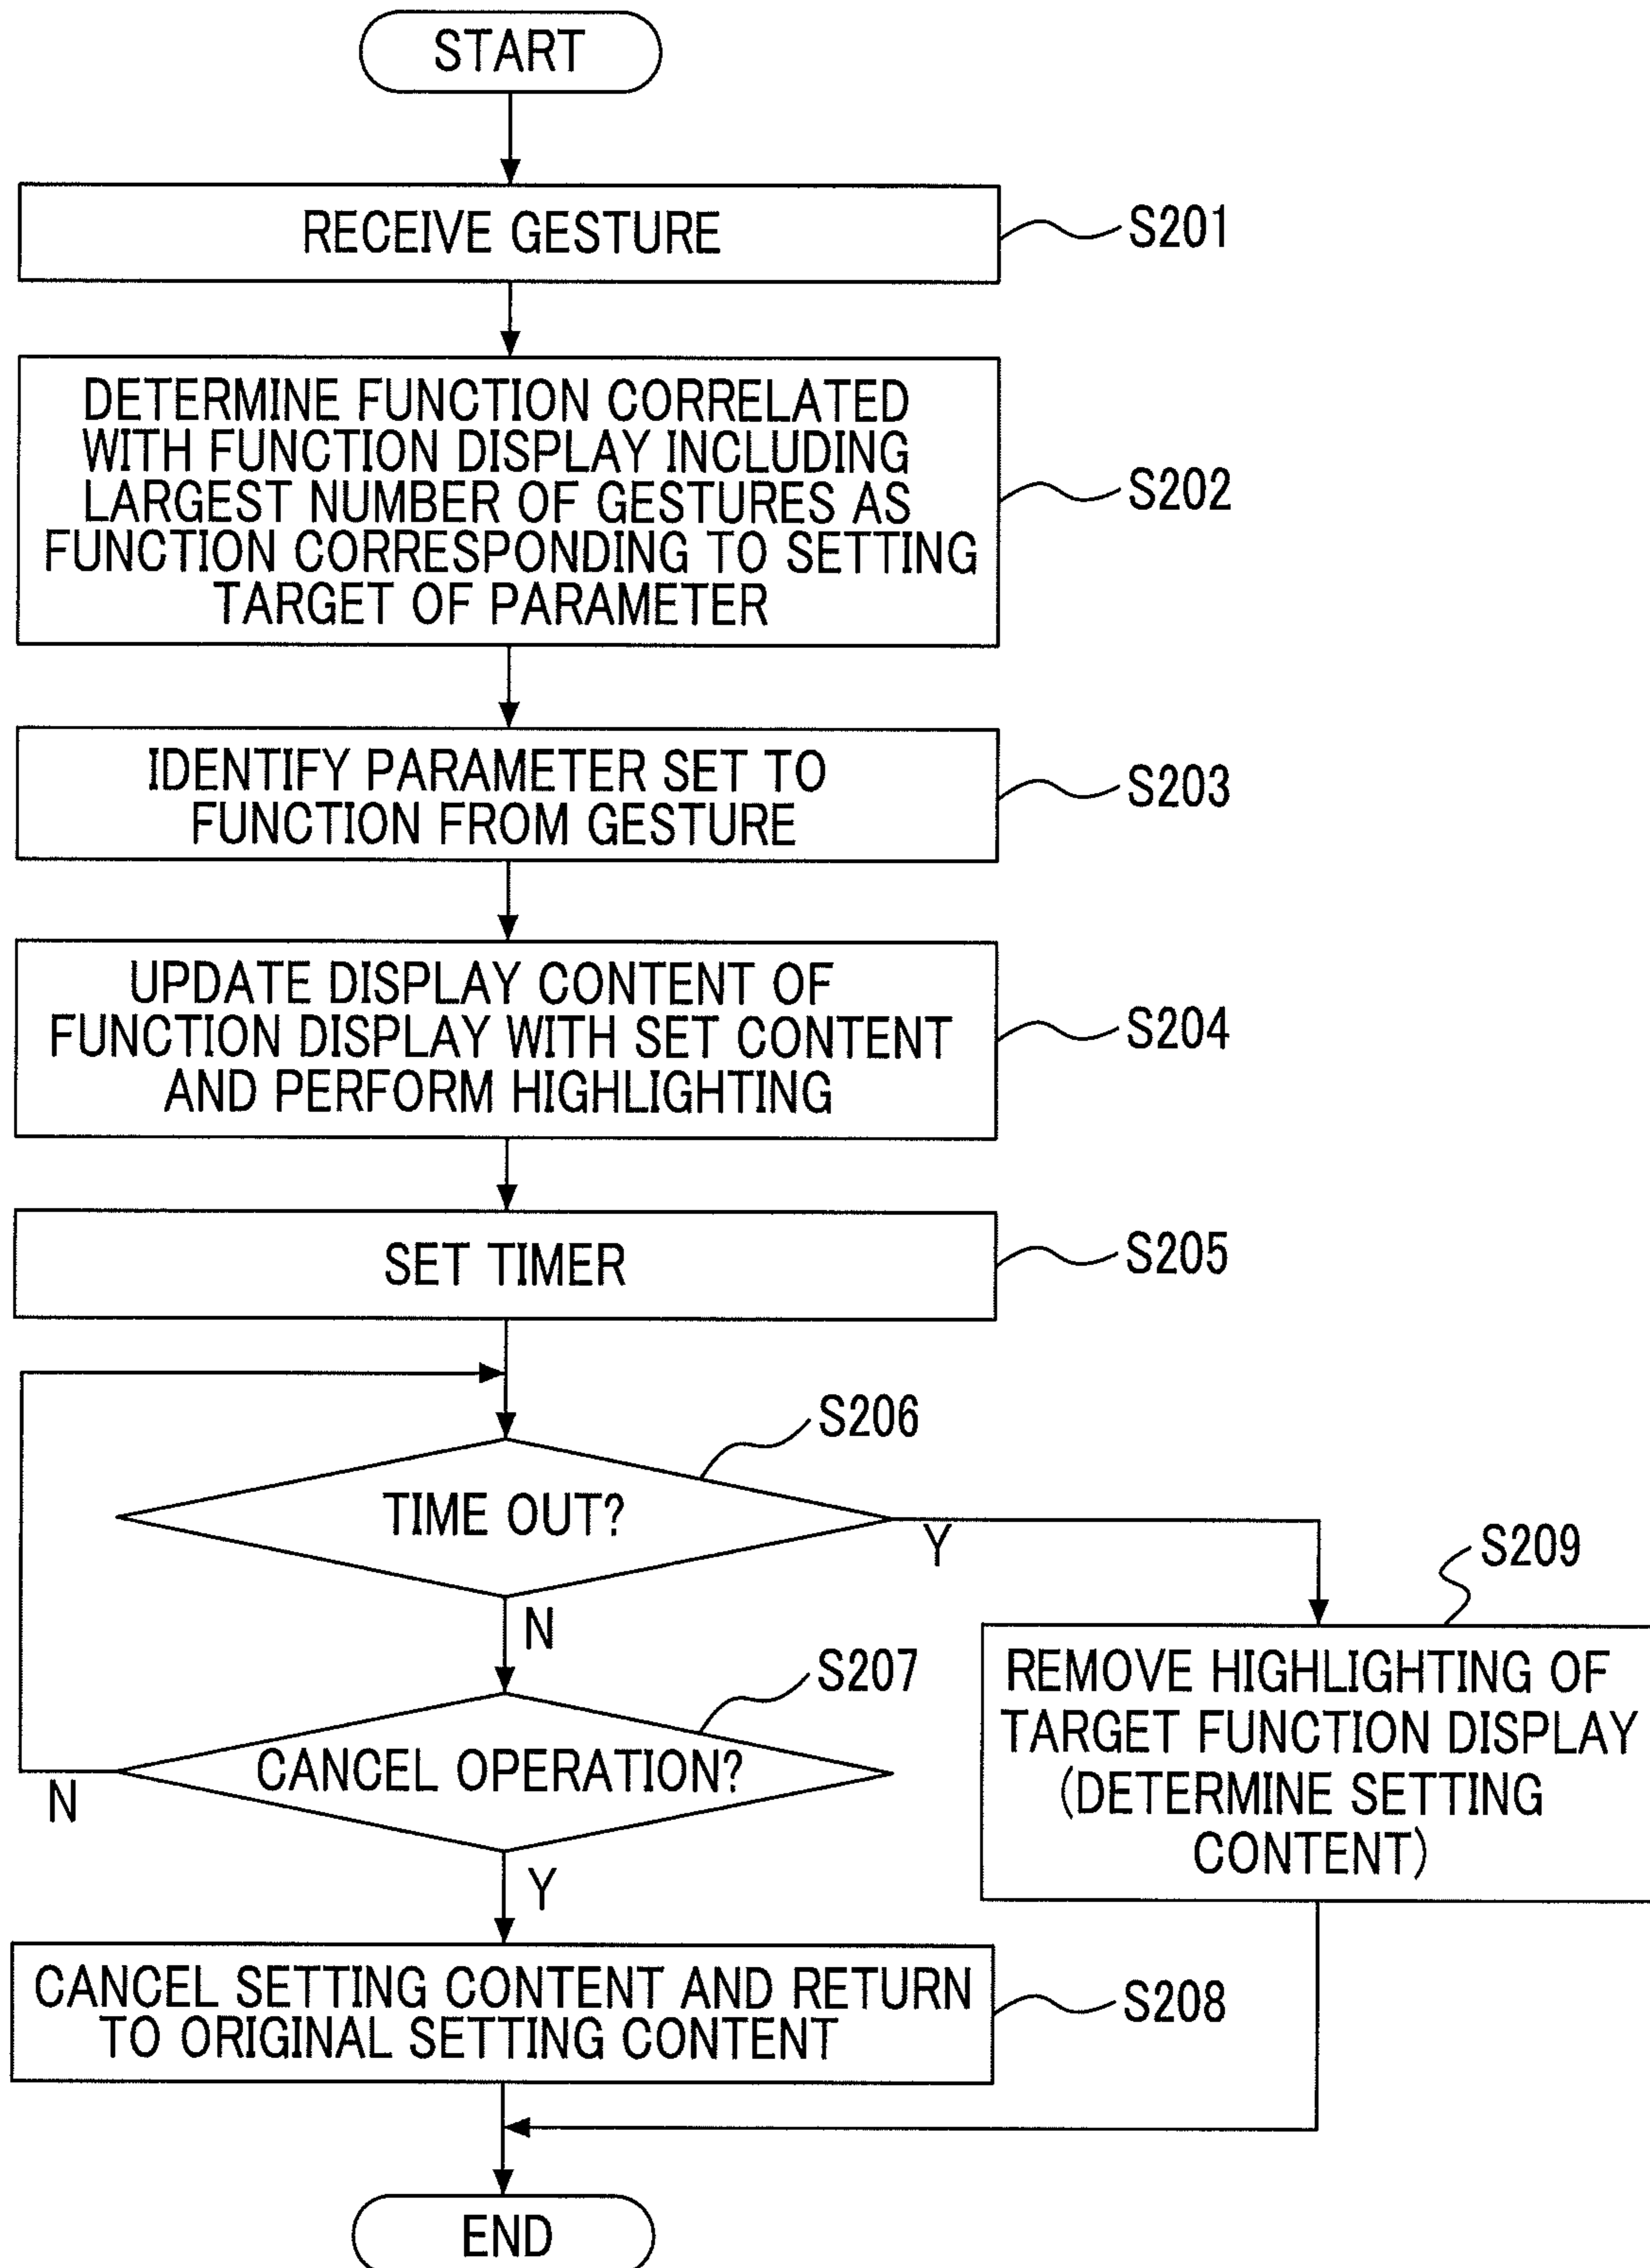 START
RECEIVE GESTURE
S201
DETERMINE FUNCTION CORRELATED
WITH FUNCTION DISPLAY INCLUDING
LARGEST NUMBER OF GESTURES AS
FUNCTION CORRESPONDING TO SETTING
TARGET OF PARAMETER
S202
IDENTIFY PARAMETER SET TO
FUNCTION FROM GESTURE
S203
UPDATE DISPLAY CONTENT OF
FUNCTION DISPLAY WITH SET CONTENT
AND PERFORM HIGHLIGHTING
S204
SET TIMER
S205
S206
TIME OUT?
Y
N
S207
CANCEL OPERATION?
N
Y
S209
REMOVE HIGHLIGHTING OF
TARGET FUNCTION DISPLAY
(DETERMINE SETTING
CONTENT)
CANCEL SETTING CONTENT AND RETURN
TO ORIGINAL SETTING CONTENT
S208
END